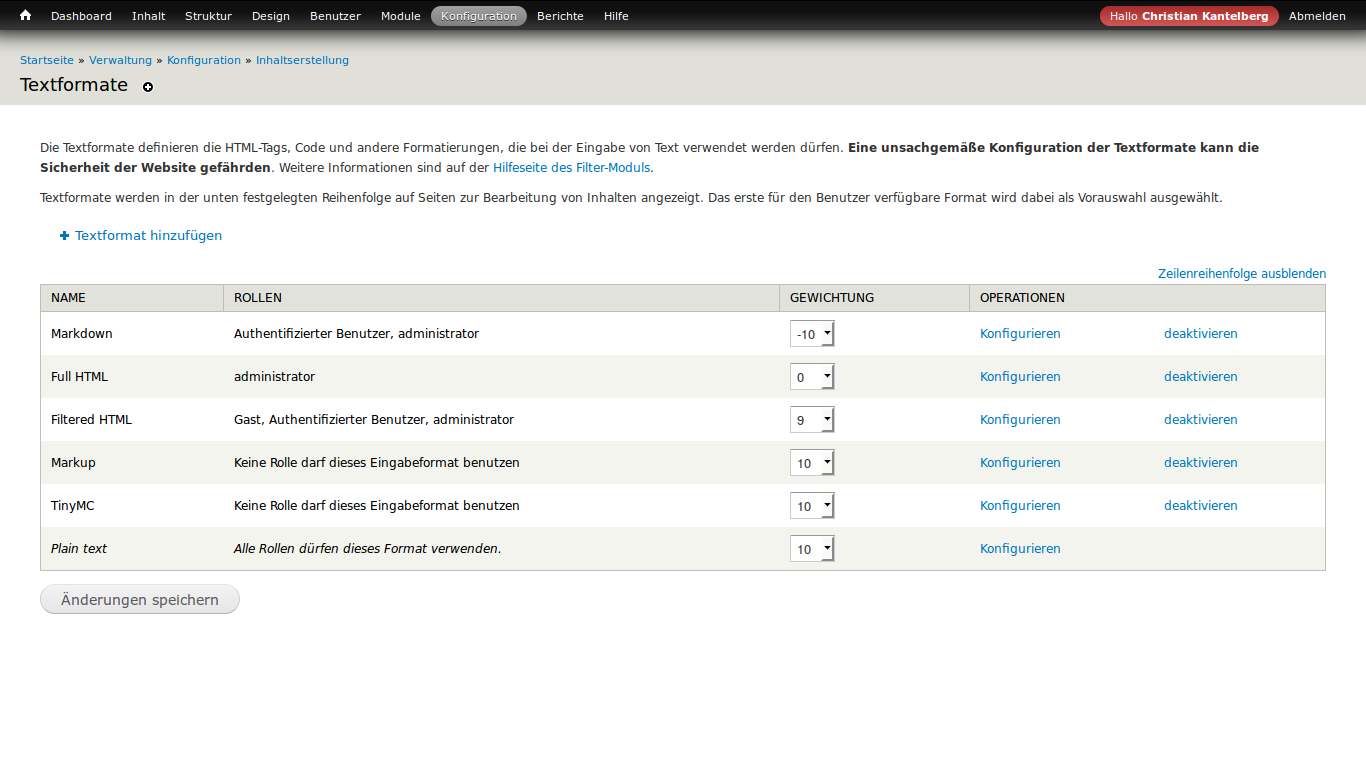 Dashboard Inhalt Struktur Design Benutzer Module Konfiguration Berichte Hilfe Hallo Christian Kantelberg Abmelden
Startseite » Verwaltung » Konfiguration » Inhaltserstellung
Textformate
Die Textformate definieren die HTML-Tags, Code und andere Formatierungen, die bei der Eingabe von Text verwendet werden dürfen. Eine unsachgemäße Konfiguration der Textformate kann die
Sicherheit der Website gefährden. Weitere Informationen sind auf der Hilfeseite des Filter-Moduls.
Textformate werden in der unten festgelegten Reihenfolge auf Seiten zur Bearbeitung von Inhalten angezeigt. Das erste für den Benutzer verfügbare Format wird dabei als Vorauswahl ausgewählt.
Textformat hinzufügen
Zeilenreihenfolge ausblenden
NAME ROLLEN GEWICHTUNG OPERATIONEN
Markdown Authentifizierter Benutzer, administrator -10 Konfigurieren deaktivieren
Full HTML administrator 0 Konfigurieren deaktivieren
Filtered HTML Gast, Authentifizierter Benutzer, administrator 9 Konfigurieren deaktivieren
Markup Keine Rolle darf dieses Eingabeformat benutzen 10 Konfigurieren deaktivieren
TinyMC Keine Rolle darf dieses Eingabeformat benutzen 10 Konfigurieren deaktivieren
Plain text Alle Rollen dürfen dieses Format verwenden. 10 Konfigurieren
Änderungen speichern